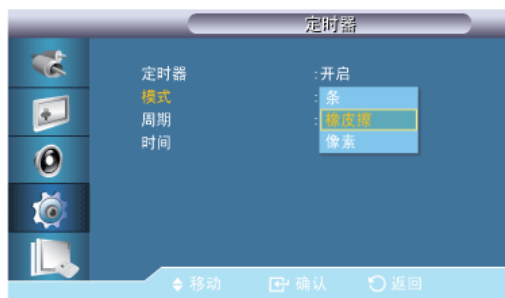 定时器
定时器 :开启
模式 : 条
周期 : 橡皮擦
时间 像素
移动 确认 返回